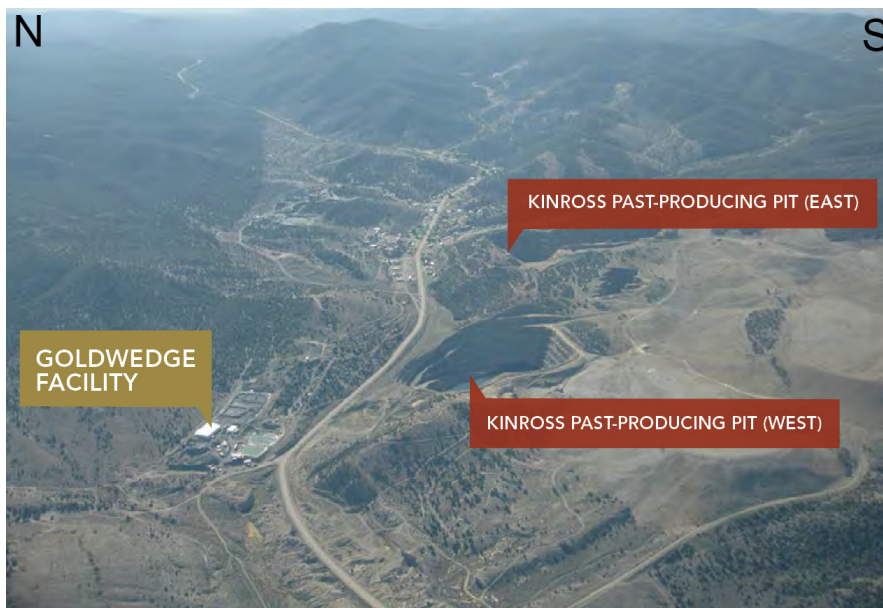 N
S
KINROSS PAST-PRODUCING PIT (EAST)
GOLDWEDGE
FACILITY
KINROSS PAST-PRODUCING PIT (WEST)